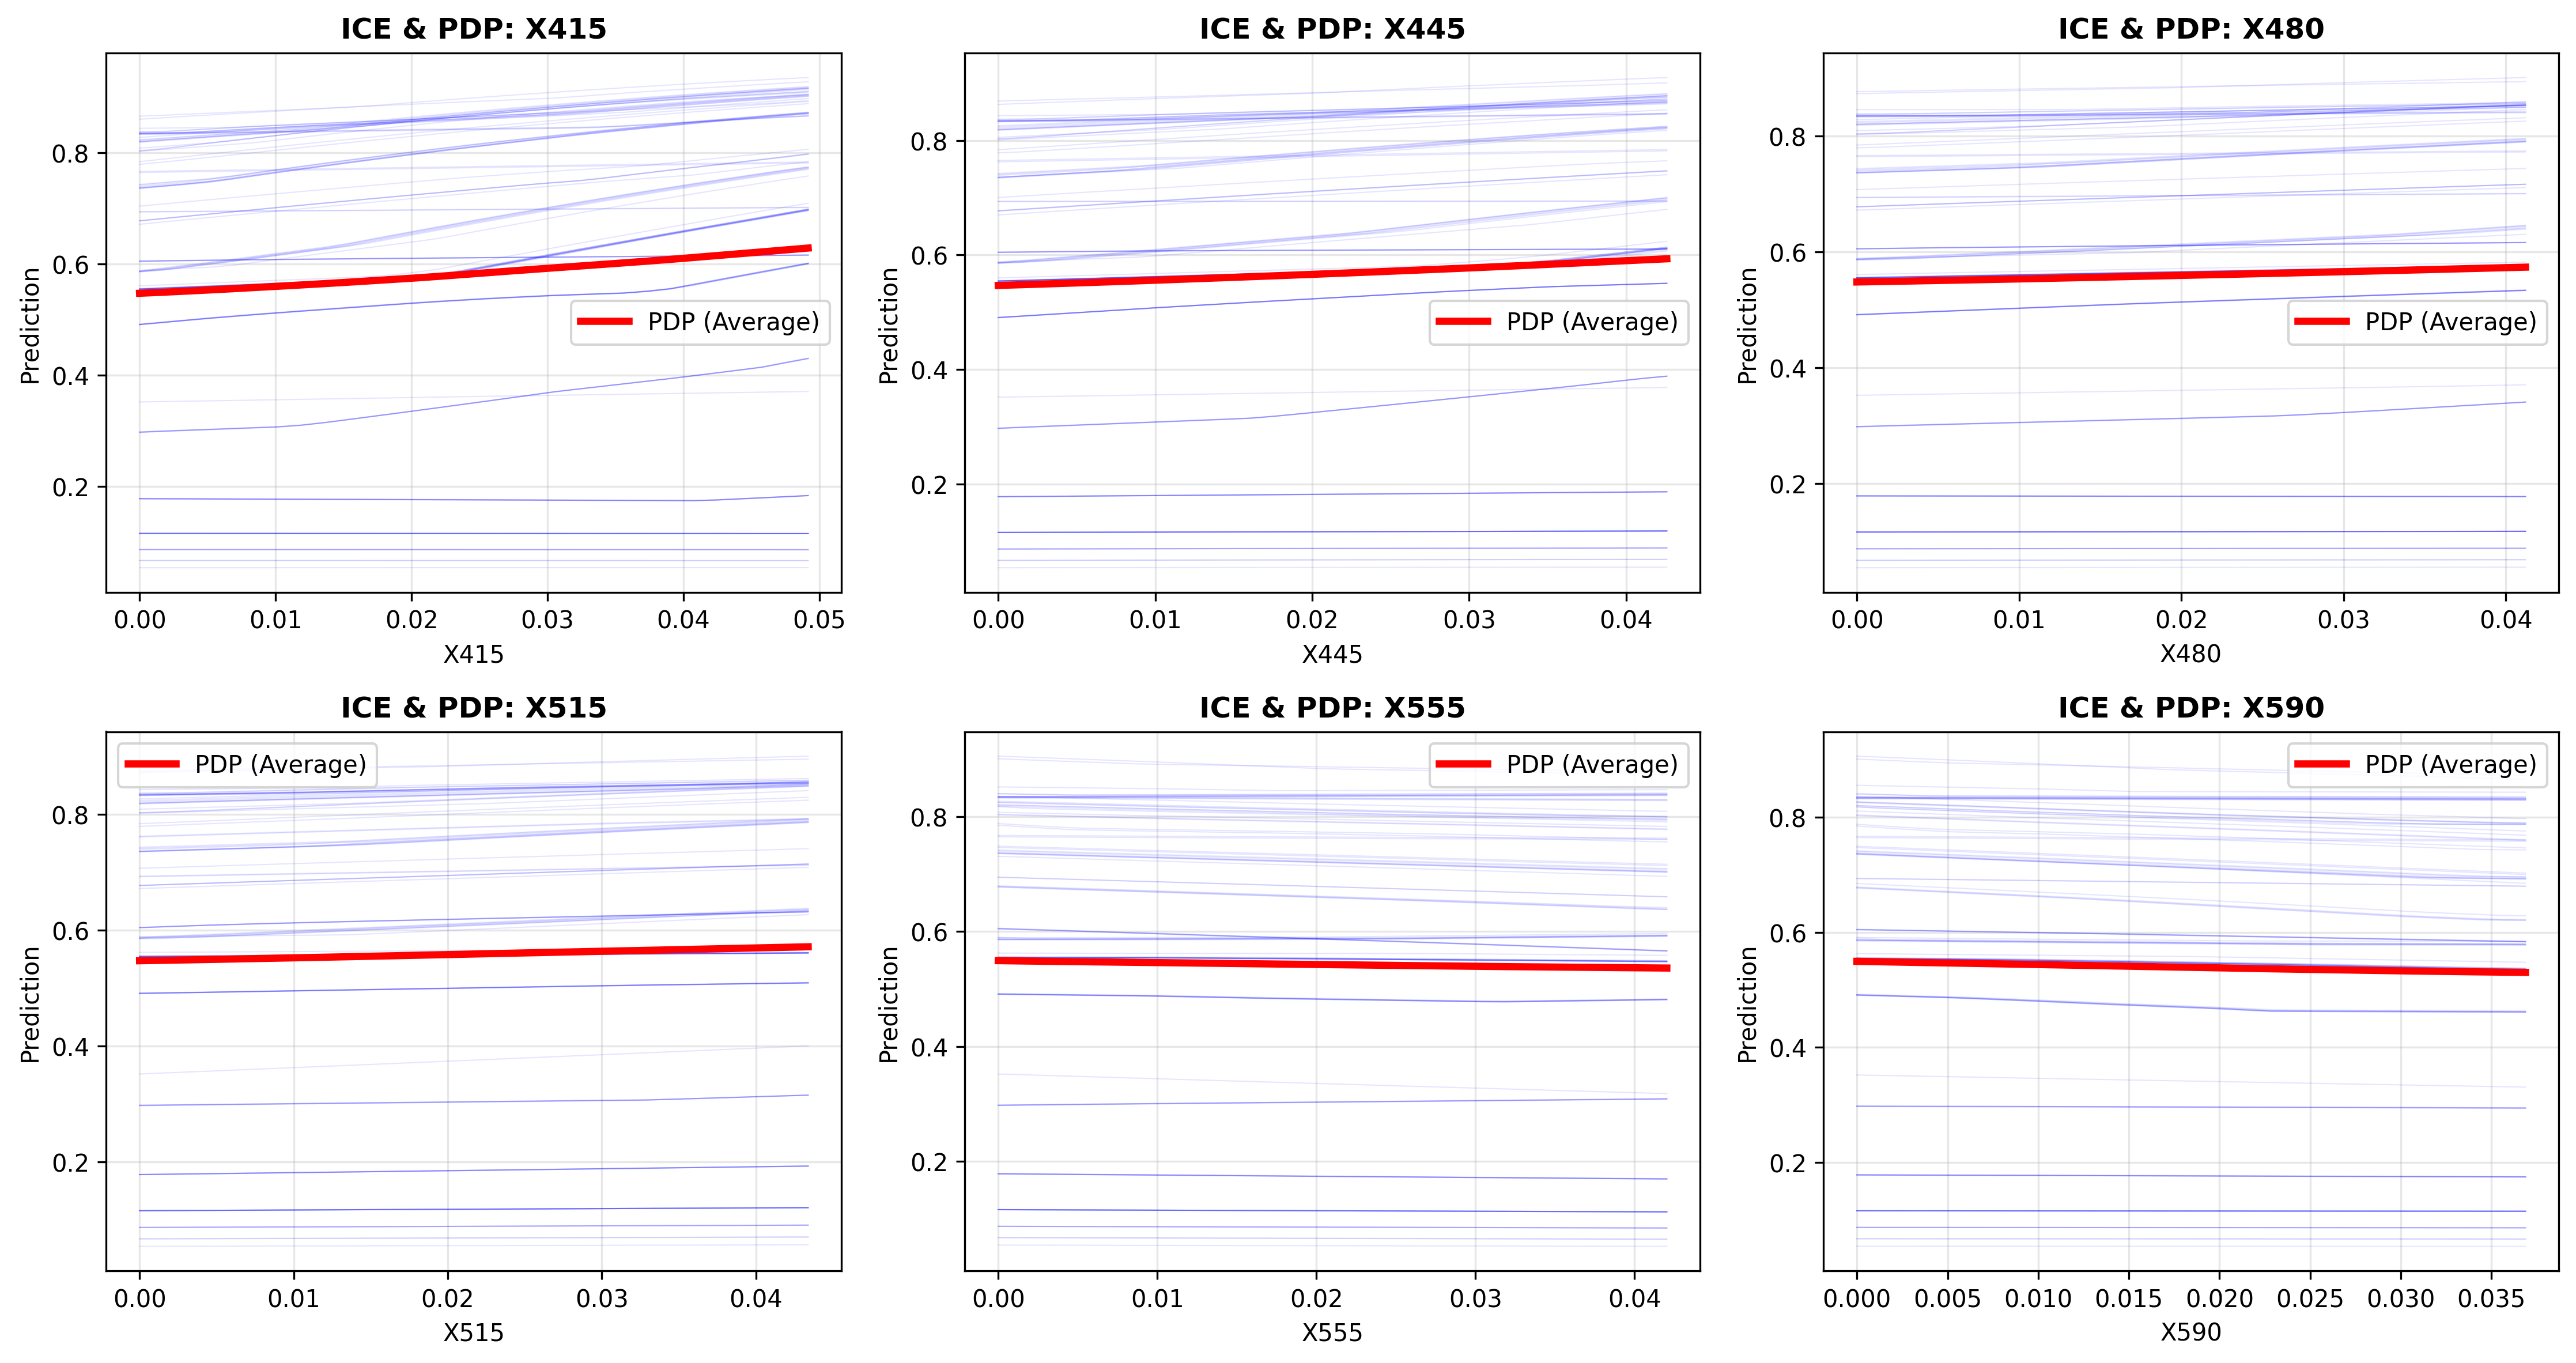 ICE & PDP: X415
Prediction
0.8
0.6
0.4
0.2
PDP (Average)
0.00 0.01 0.02 0.03 0.04 0.05
X415
ICE & PDP: X445
Prediction
0.8
0.6
0.4
0.2
PDP (Average)
0.00 0.01 0.02 0.03 0.04
X445
ICE & PDP: X480
Prediction
0.8
0.6
0.4
0.2
PDP (Average)
0.00 0.01 0.02 0.03 0.04
X480
ICE & PDP: X515
Prediction
PDP (Average)
0.8
0.6
0.4
0.2
0.00 0.01 0.02 0.03 0.04
X515
ICE & PDP: X555
Prediction
PDP (Average)
0.8
0.6
0.4
0.2
0.00 0.01 0.02 0.03 0.04
X555
ICE & PDP: X590
Prediction
PDP (Average)
0.8
0.6
0.4
0.2
0.000 0.005 0.010 0.015 0.020 0.025 0.030 0.035
X590